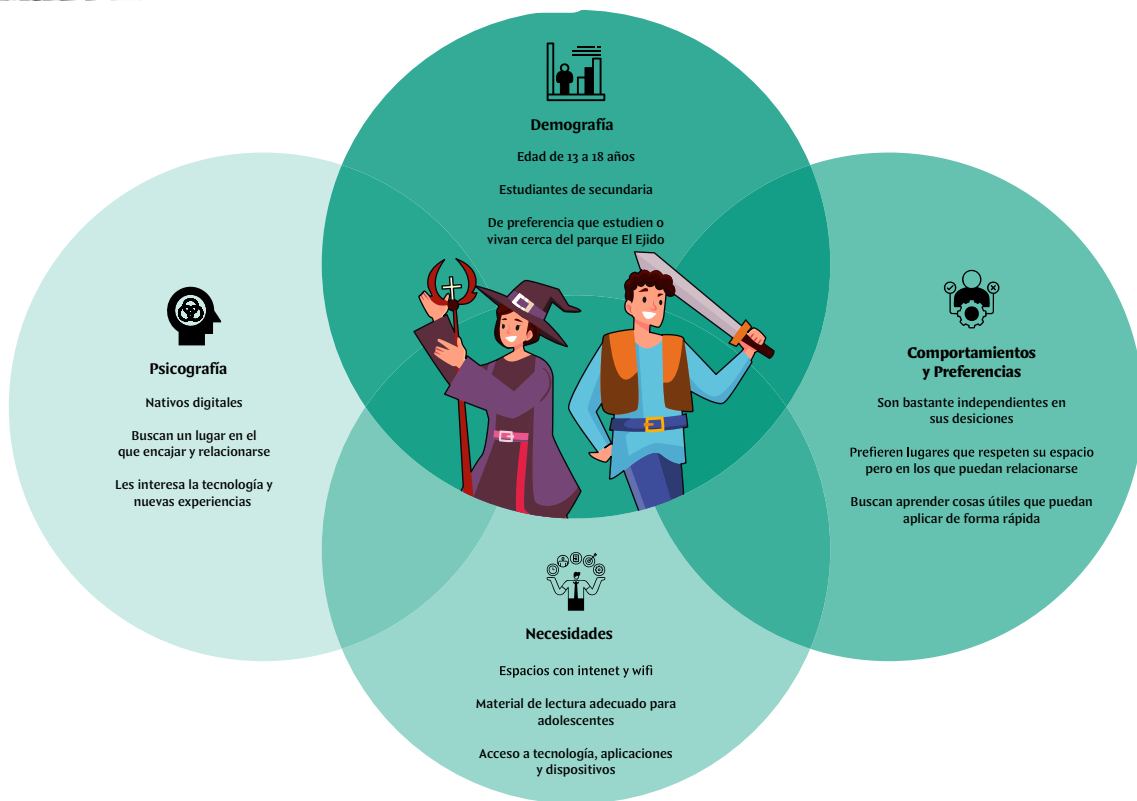 Demografía
Edad de 13 a 18 años
Estudiantes de secundaria
De preferencia que estudien o
vivan cerca del parque El Ejido
Psicografía
Nativos digitales
Buscan un lugar en el
que encajar y relacionarse
Les interesa la tecnología y
nuevas experiencias
Comportamientos
y Preferencias
Son bastante independientes en
sus desiciones
Prefieren lugares que respeten su espacio
pero en los que puedan relacionarse
Buscan aprender cosas útiles que puedan
aplicar de forma rápida
Necesidades
Espacios con intenet y wifi
Material de lectura adecuado para
adolescentes
Acceso a tecnología, aplicaciones
y dispositivos